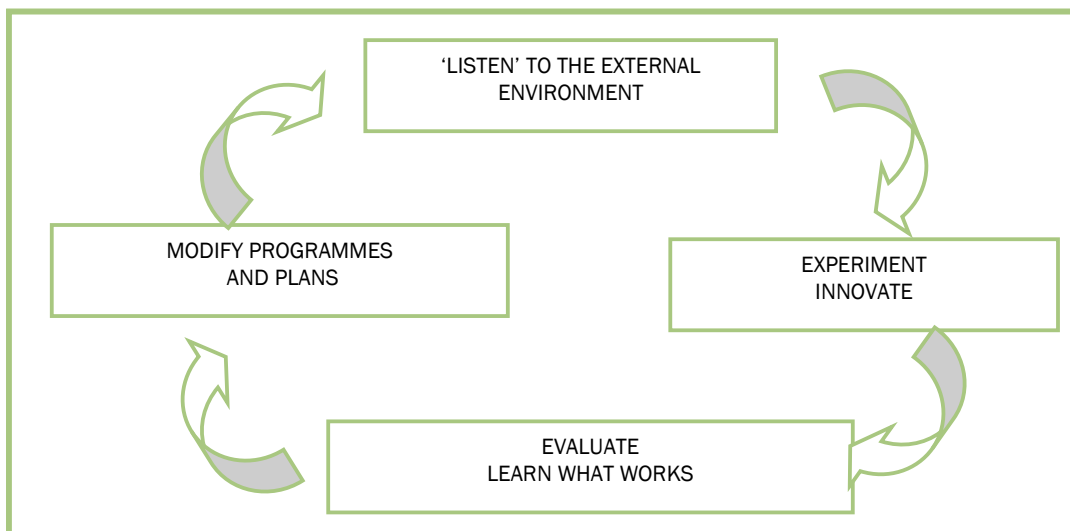 ‘LISTEN’ TO THE EXTERNAL
ENVIRONMENT
EXPERIMENT
INNOVATE
EVALUATE
LEARN WHAT WORKS
MODIFY PROGRAMMES
AND PLANS